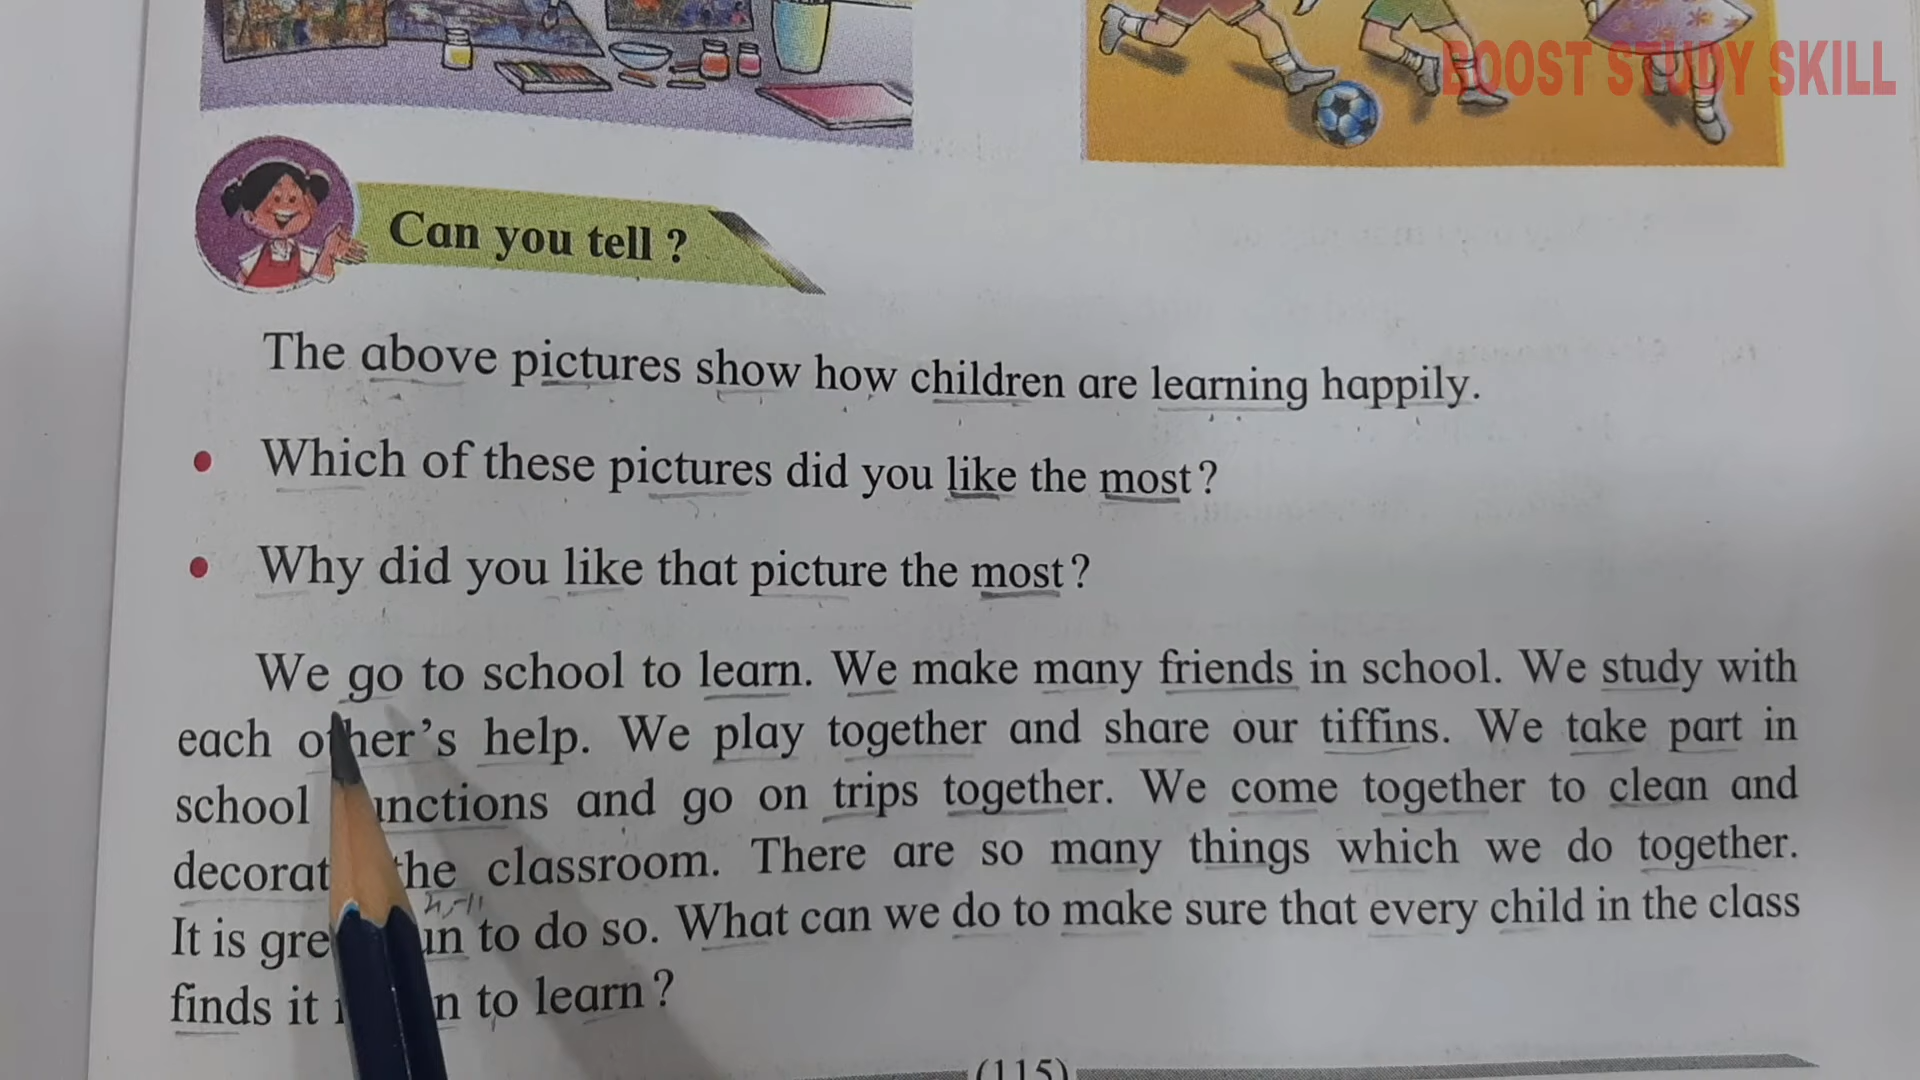 BOOST STUDY SKILL
Can you tell ?
The above pictures show how children are learning happily.
• Which of these pictures did you like the most?
• Why did you like that picture the most?
We go to school to learn. We make many friends in school. We study with
each other's help. We play together and share our tiffins. We take part in
school and go on trips together. We come together to clean and
the classroom. There are so many things which we do together.
It is to do so. What can we do to make sure that every child in the class
finds it to learn?
(115)